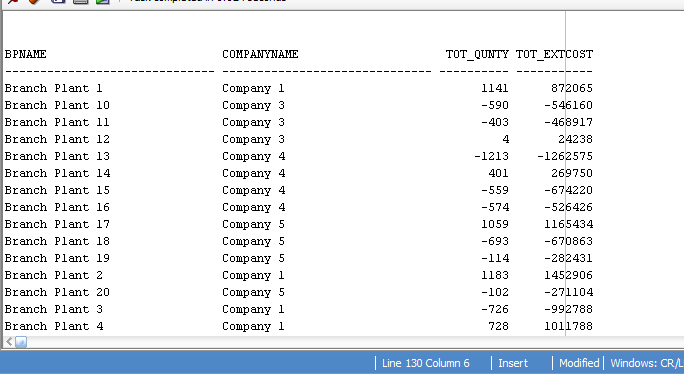 BPNAME COMPANYNAME TOT_QUNTY TOT_EXTCOST
------------------------------ ------------------------------ --------- -----------
Branch Plant 1 Company 1 1141 872065
Branch Plant 10 Company 3 -590 -546160
Branch Plant 11 Company 3 -403 -468917
Branch Plant 12 Company 3 4 24238
Branch Plant 13 Company 4 -1213 -1262575
Branch Plant 14 Company 4 401 269750
Branch Plant 15 Company 4 -559 -674220
Branch Plant 16 Company 4 -574 -526426
Branch Plant 17 Company 5 1059 1165434
Branch Plant 18 Company 5 -693 -670863
Branch Plant 19 Company 5 -114 -282431
Branch Plant 2 Company 1 1183 1452906
Branch Plant 20 Company 5 -102 -271104
Branch Plant 3 Company 1 -726 -992788
Branch Plant 4 Company 1 728 1011788
Line 130 Column 6 Insert Modified Windows: CR/L